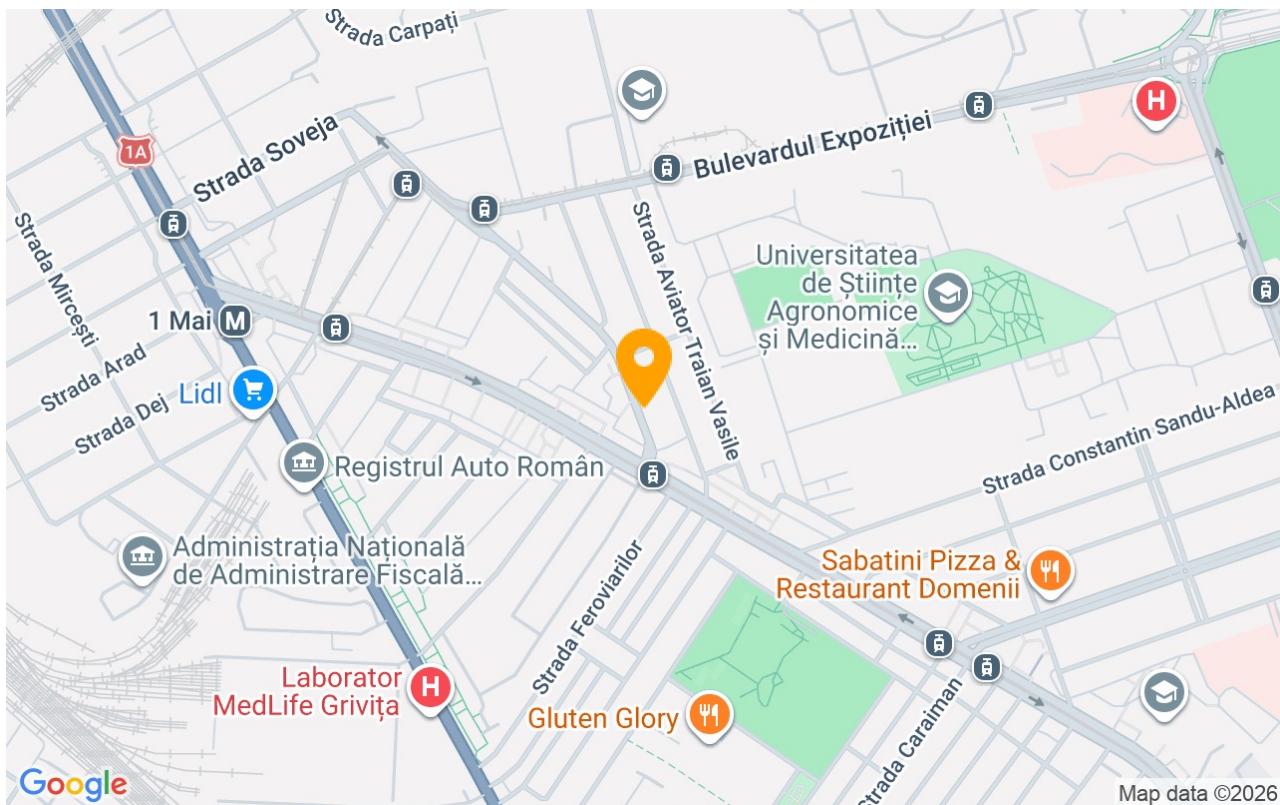 Strada Carpați
1A
Strada Soveja
Bulevardul Expoziției
H
Strada Mircești
Strada Aviator Traian Vasile
Universitatea
de Științe
Agronomice
și Medicină...
1 Mai M
Strada Arad
Lidl
Strada Dej
Strada Constantin Sandu-Aldea
Registrul Auto Român
Administrația Națională
de Administrare Fiscală...
Sabatini Pizza &
Restaurant Domenii
Strada Feroviarilor
Laborator
MedLife Grivița
H
Gluten Glory
Strada Caraiman
Google
Map data ©2026